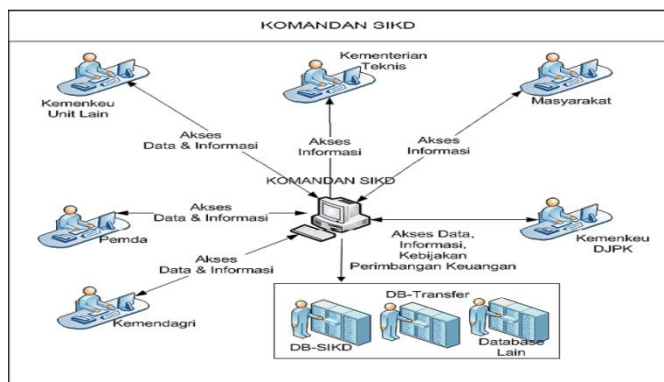 KOMANDAN SIKD
Kemenkeu
Unit Lain
Kementerian
Teknis
Masyarakat
Akses
Data & Informasi
Akses
Informasi
Akses
Informasi
KOMANDAN SIKD
Akses
Data & Informasi
Pemda
Akses Data,
Informasi,
Kebijakan
Perimbangan Keuangan
Kemenkeu
DJPK
Akses
Data & Informasi
Kemendagri
DB-SIKD
DB-Transfer
Database
Lain